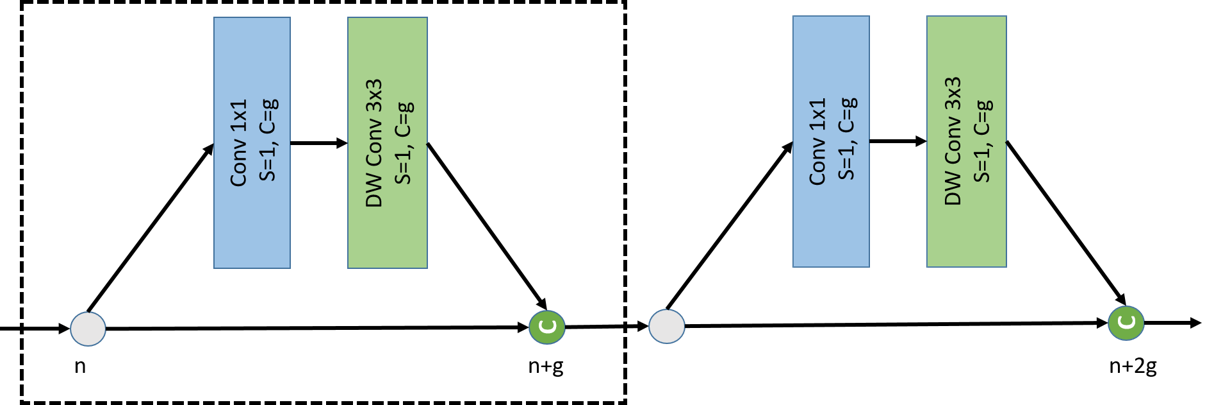 Conv 1x1
S=1, C=g
DW Conv 3x3
S=1, C=g
C
n
n+g
Conv 1x1
S=1, C=g
DW Conv 3x3
S=1, C=g
C
n+2g